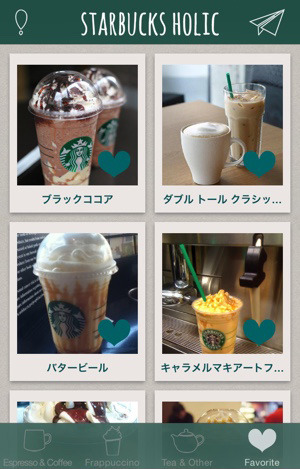 STARBUCKS HOLIC
ブラックココア
ダブル トール クラシッ...
バタービール
キャラメルマキアートフ...
Espresso & Coffee
Frappuccino
Tea & Other
Favorite